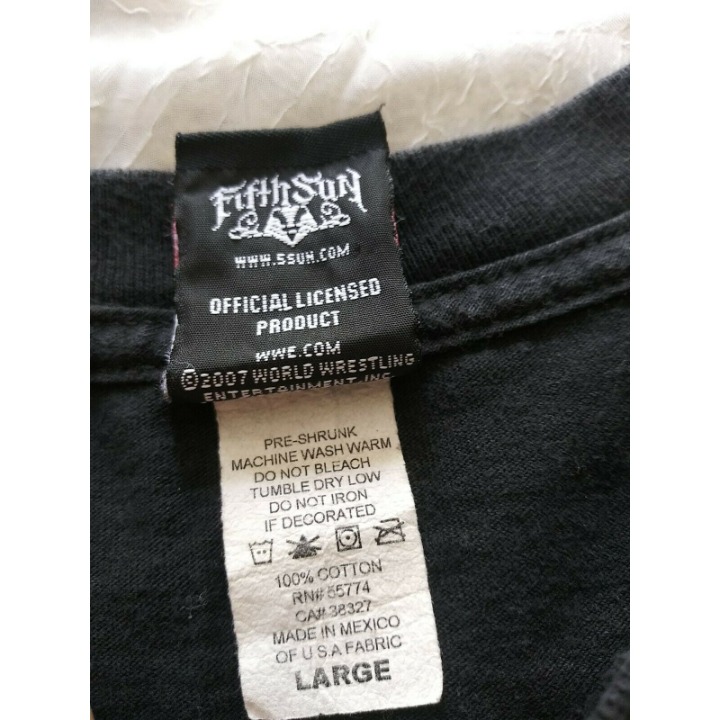 Fifth Sun
WWW.5SUN.COM
OFFICIAL LICENSED
PRODUCT
WWE.COM
©2007 WORLD WRESTLING
ENTERTAINMENT, INC.
PRE-SHRUNK
MACHINE WASH WARM
DO NOT BLEACH
TUMBLE DRY LOW
DO NOT IRON
IF DECORATED
100% COTTON
RN# 55774
CA# 38327
MADE IN MEXICO
OF U.S.A FABRIC
LARGE